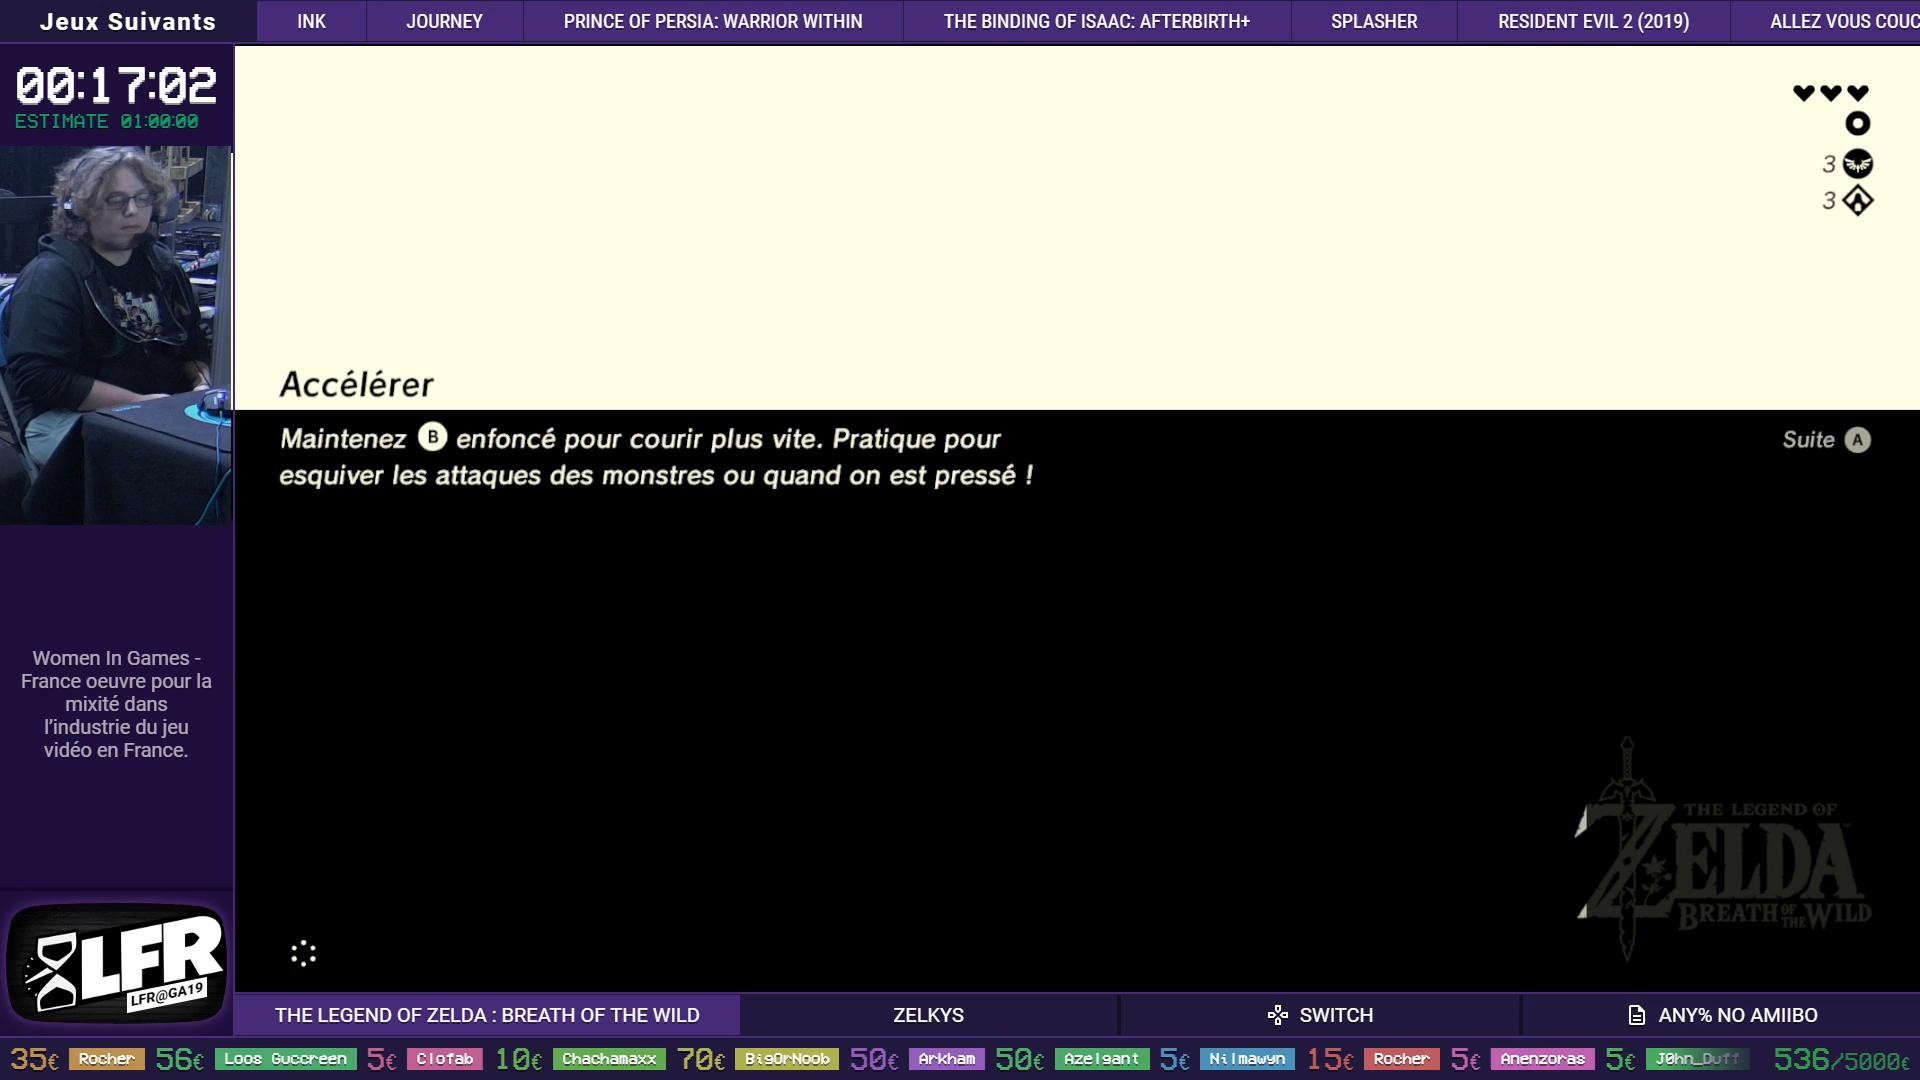 Jeux Suivants
INK
JOURNEY
PRINCE OF PERSIA: WARRIOR WITHIN
THE BINDING OF ISAAC: AFTERBIRTH+
SPLASHER
RESIDENT EVIL 2 (2019)
ALLEZ VOUS COUC
00:17:02
ESTIMATE 01:00:00
3
3
Accélérer
Maintenez B enfoncé pour courir plus vite. Pratique pour
esquiver les attaques des monstres ou quand on est pressé !
Suite A
Women In Games -
France oeuvre pour la
mixité dans
l'industrie du jeu
vidéo en France.
THE LEGEND OF
ZELDA
BREATH OF THE WILD
LFR
LFR@GA19
THE LEGEND OF ZELDA : BREATH OF THE WILD
ZELKYS
SWITCH
ANY% NO AMIIBO
35€ Rocher 56€ Loos Guccreen 5€ Clofab 10€ Chachamaxx 70€ BigOrNoob 50€ Arkham 50€ Azelgant 5€ Nilmawyn 15€ Rocher 5€ Anenzoras 5€ J0hn_Duff 536/5000€